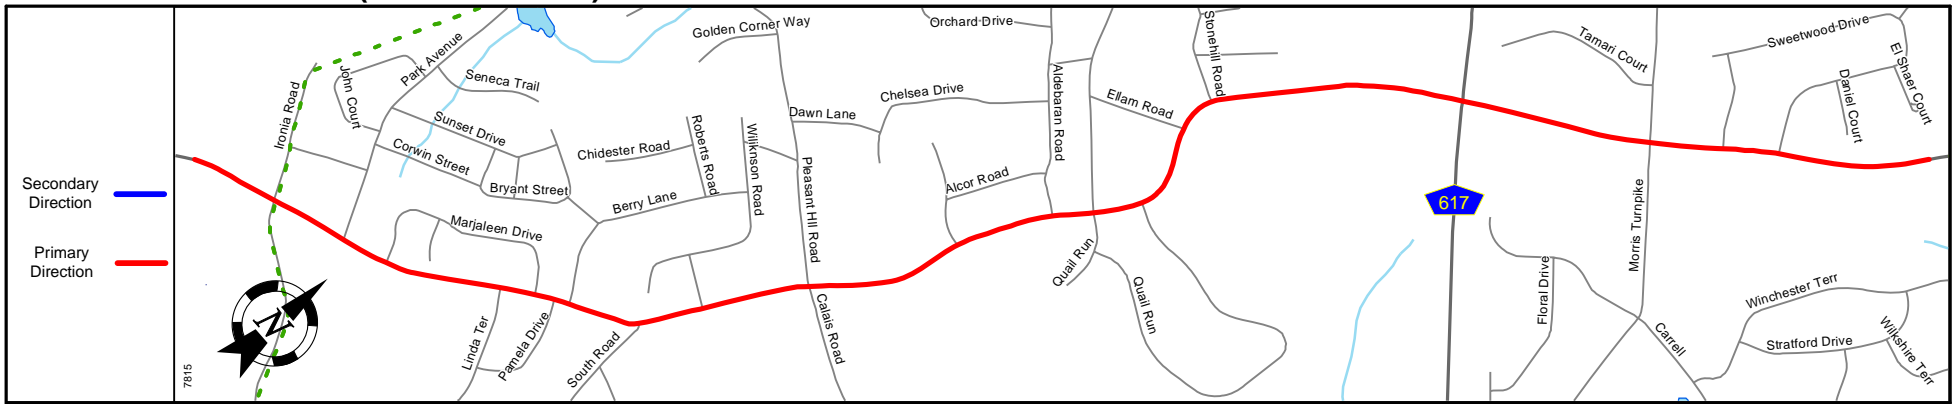 Secondary
Direction
Primary
Direction
7815
N
Ironia Road
John Court
Park Avenue
Seneca Trail
Sunset Drive
Corwin Street
Bryant Street
Chidester Road
Roberts Road
Wilknson Road
Berry Lane
Marjaleen Drive
Linda Ter
Pamela Drive
South Road
Golden Corner Way
Dawn Lane
Pleasant HIl Road
Calais Road
Orchard Drive
Chelsea Drive
Aldebaran Road
Alcor Road
Ellam Road
Stonehill Road
Quail Run
Quail Run
617
Tamari Court
Morris Turnpike
Floral Drive
Carrell
Sweetwood Drive
El Shaer Court
Daniel Court
Winchester Terr
Stratford Drive
Wilkshire Terr